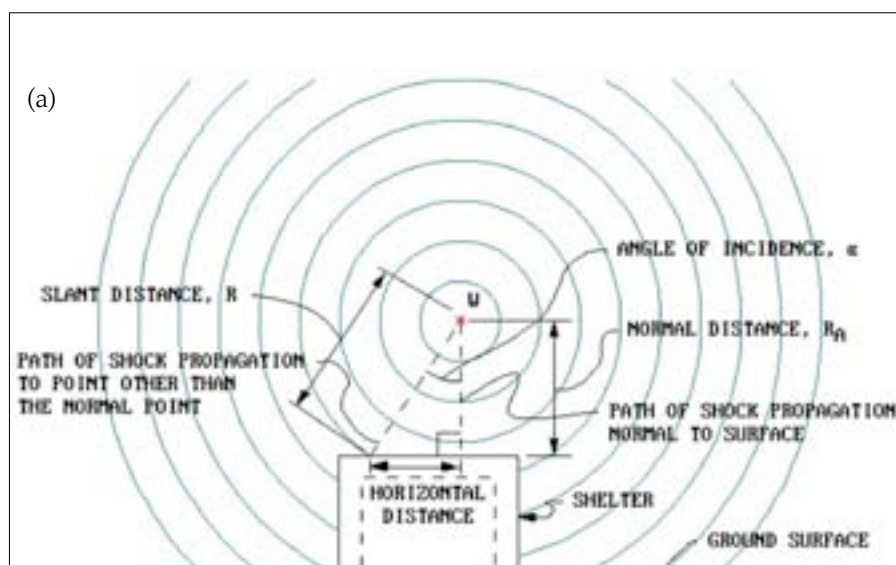 (a)
ANGLE OF INCIDENCE, α
SLANT DISTANCE, R
W
NORMAL DISTANCE, RA
PATH OF SHOCK PROPAGATION
TO POINT OTHER THAN
THE NORMAL POINT
PATH OF SHOCK PROPAGATION
NORMAL TO SURFACE
HORIZONTAL
DISTANCE
SHELTER
GROUND SURFACE